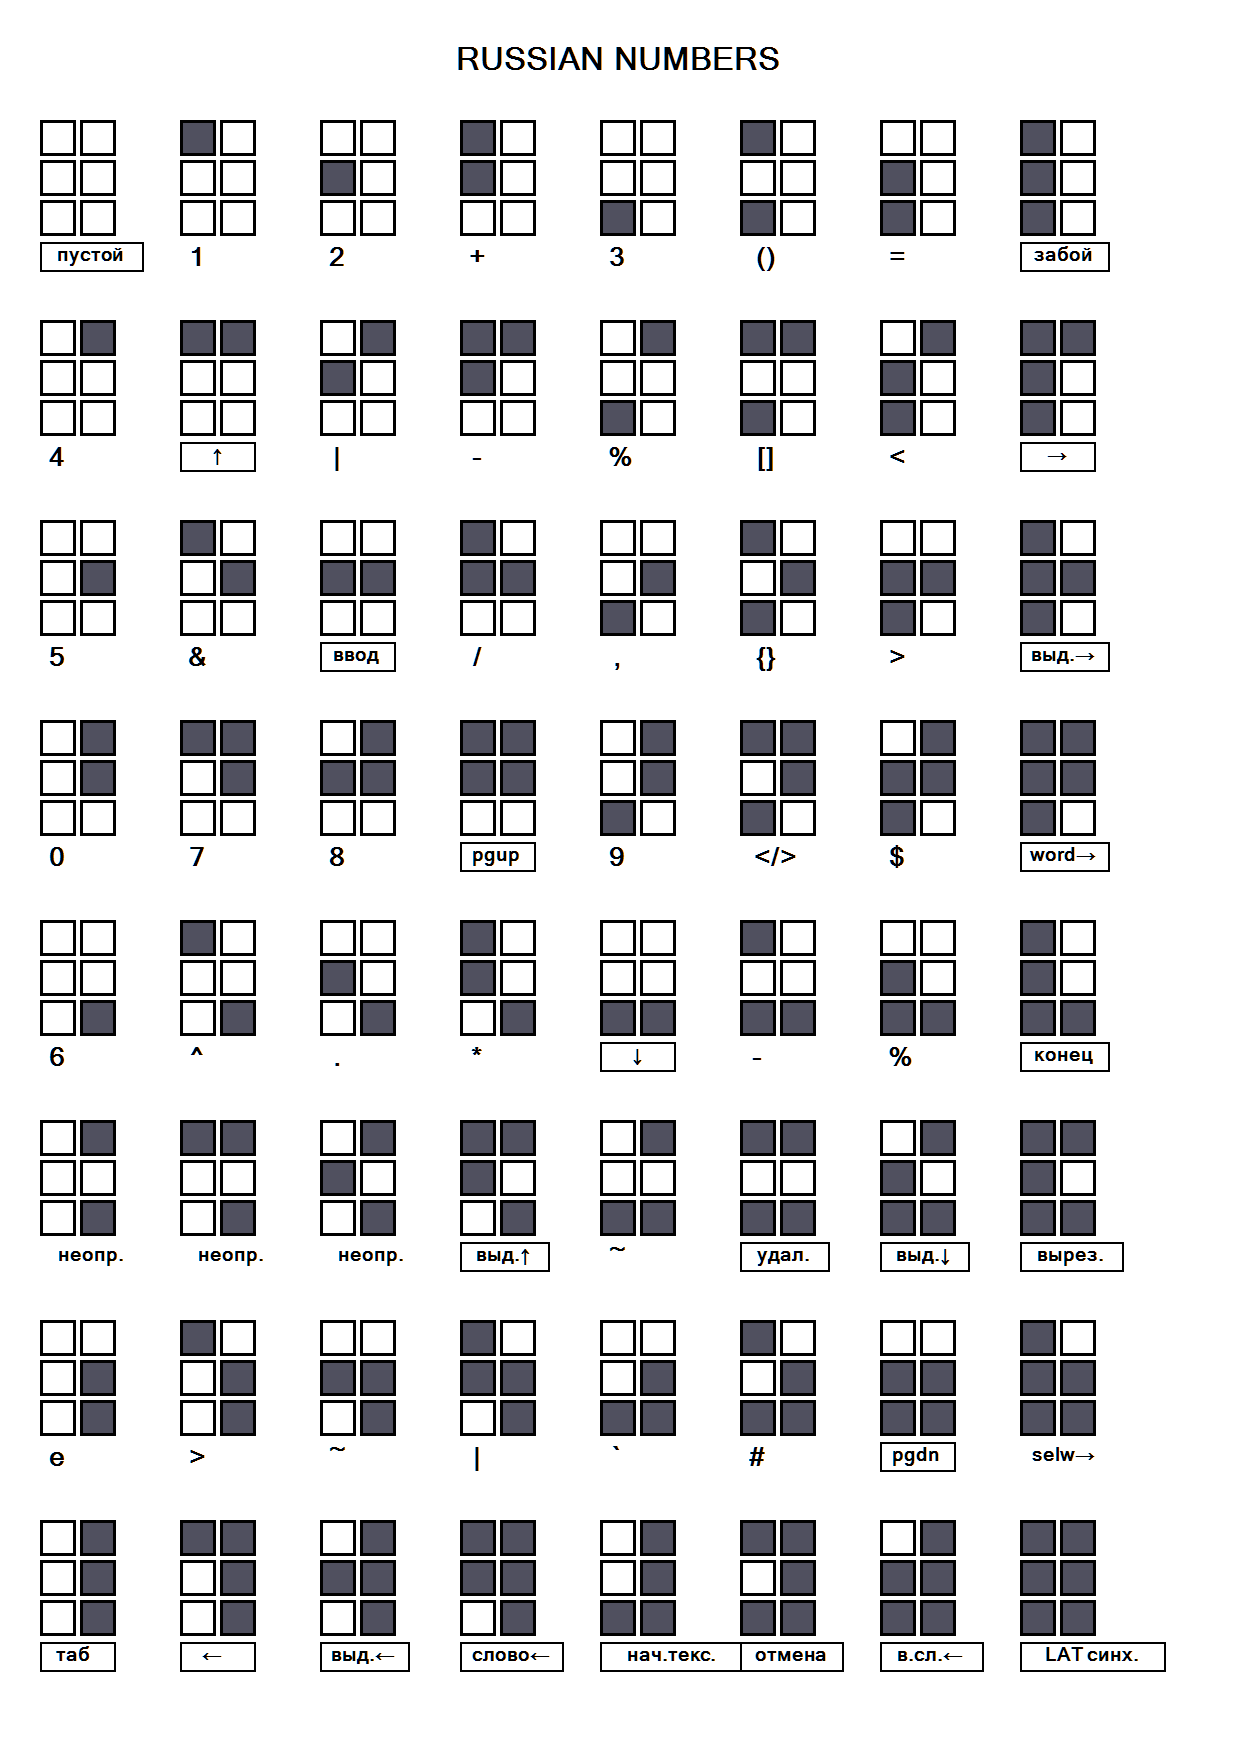 RUSSIAN NUMBERS
пустой 1 2 + 3 () = забой
4 ↑ | - % [] < →
5 & ввод / , {} > выд.→
0 7 8 pgup 9 </> $ word→
6 ^ . * ↓ - % конец
неопр. неопр. неопр. выд.↑ ~ удал. выд.↓ вырез.
e > ~ | ` # pgdn selw→
таб ← выд.← слово← нач.текс. отмена в.сл.← LAT синх.